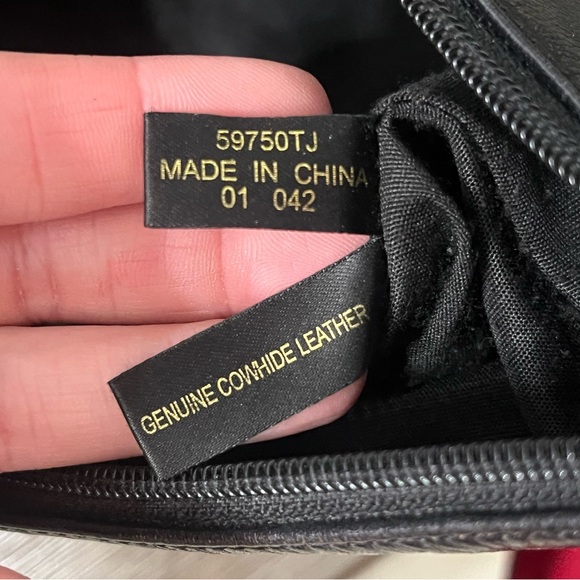 59750TJ
MADE IN CHINA
01 042
GENUINE COWHIDE LEATHER